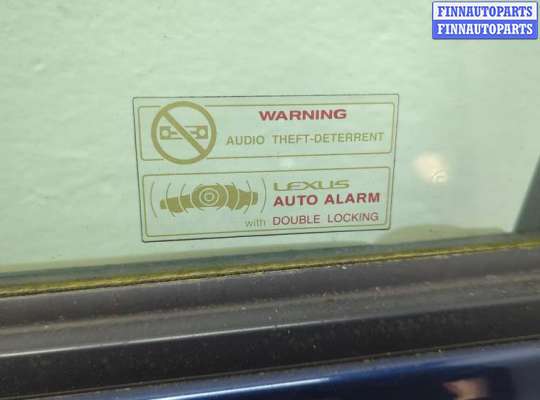 FINNAUTOPARTS
FINNAUTOPARTS
WARNING
AUDIO THEFT-DETERRENT
LEXUS
AUTO ALARM
with DOUBLE LOCKING